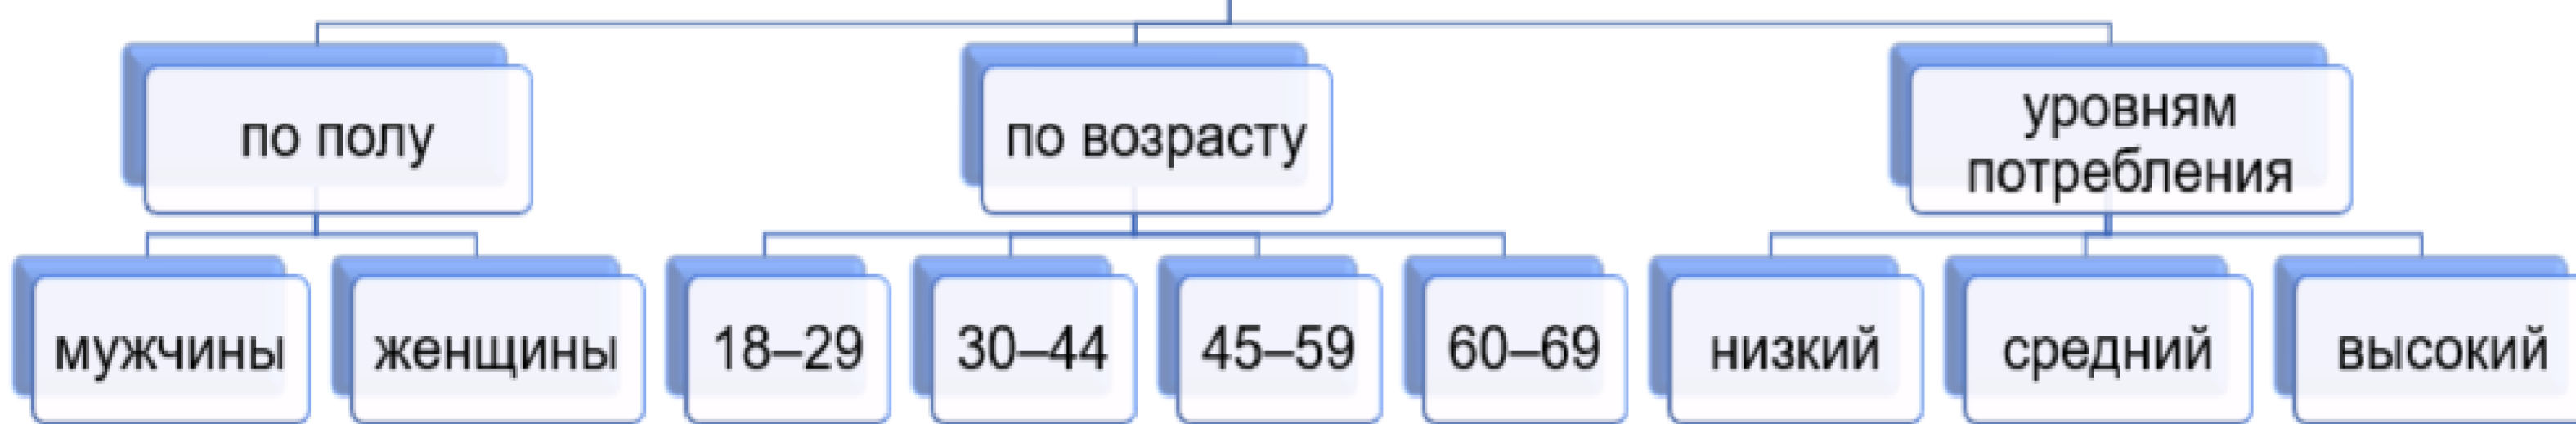 по полу
по возрасту
уровням
потребления
мужчины
женщины
18–29
30–44
45–59
60–69
низкий
средний
высокий